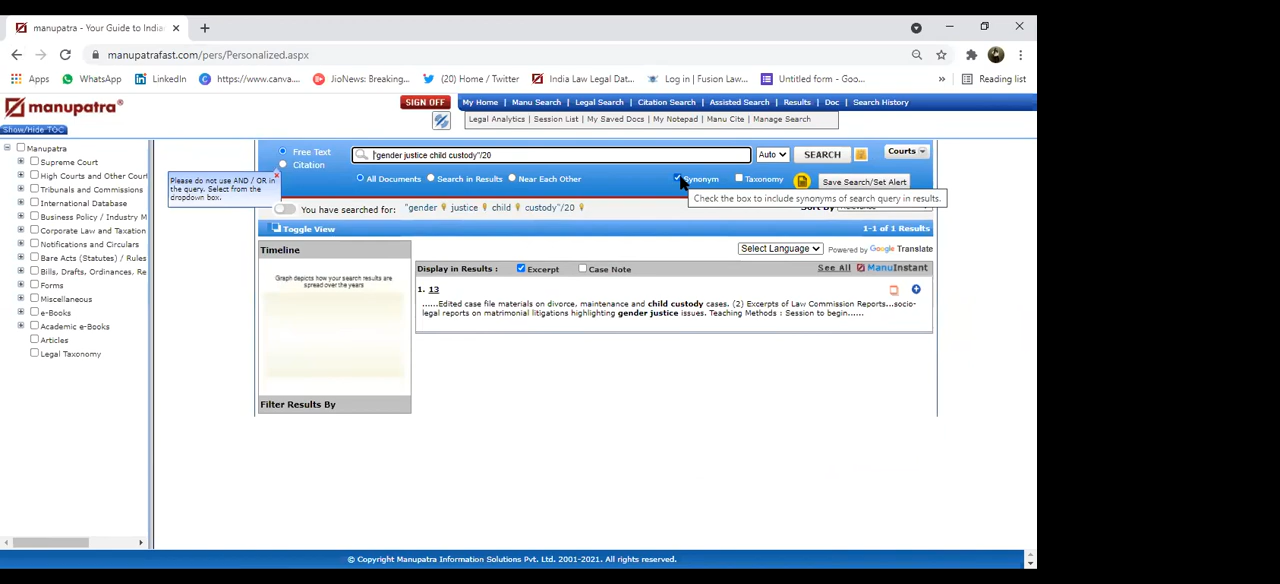 manupatra - Your Guide to India
manupatrafast.com/pers/Personalized.aspx
Apps WhatsApp LinkedIn https://www.canva.... JioNews: Breaking... (20) Home / Twitter India Law Legal Dat... Log in | Fusion Law... Untitled form - Goo... » Reading list
manupatra®
SIGN OFF
My Home | Manu Search | Legal Search | Citation Search | Assisted Search | Results | Doc | Search History
Legal Analytics | Session List | My Saved Docs | My Notepad | Manu Cite | Manage Search
Show/Hide TOC
Manupatra
Supreme Court
High Courts and Other Court
Tribunals and Commissions
International Database
Business Policy / Industry M
Corporate Law and Taxation
Notifications and Circulars
Bare Acts (Statutes) / Rules
Bills, Drafts, Ordinances, Re
Forms
Miscellaneous
e-Books
Academic e-Books
Articles
Legal Taxonomy
Free Text
Citation
"gender justice child custody"/20
Auto
SEARCH
Courts
Please do not use AND / OR in
the query. Select from the
dropdown box.
All Documents Search in Results Near Each Other
Synonym Taxonomy
Save Search/Set Alert
Check the box to include synonyms of search query in results.
You have searched for: "gender justice child custody"/20
Toggle View
1-1 of 1 Results
Timeline
Graph depicts how your search results are
spread over the years
Filter Results By
Select Language Powered by Google Translate
Display in Results : Excerpt Case Note
See All ManuInstant
1. 13
......Edited case file materials on divorce, maintenance and child custody cases. (2) Excerpts of Law Commission Reports...socio-
legal reports on matrimonial litigations highlighting gender justice issues. Teaching Methods : Session to begin......
© Copyright Manupatra Information Solutions Pvt. Ltd. 2001-2021. All rights reserved.